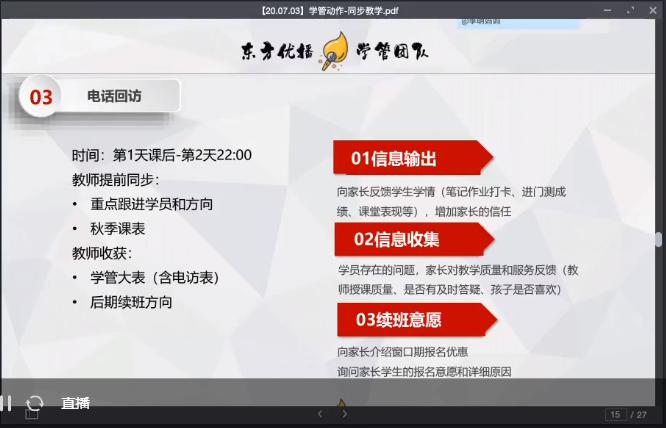 【20.07.03】学管动作-同步教学.pdf
东方优播 学管团队
03 电话回访
时间：第1天课后-第2天22:00
教师提前同步：
• 重点跟进学员和方向
• 秋季课表
教师收获：
• 学管大表（含电访表）
• 后期续班方向
01信息输出
向家长反馈学生学情（笔记作业打卡、进门测成
绩、课堂表现等），增加家长的信任
02信息收集
学员存在的问题，家长对教学质量和服务反馈（教
师授课质量、是否有及时答疑、孩子是否喜欢）
03续班意愿
向家长介绍窗口期报名优惠
询问家长学生的报名意愿和详细原因
直播
15 / 27